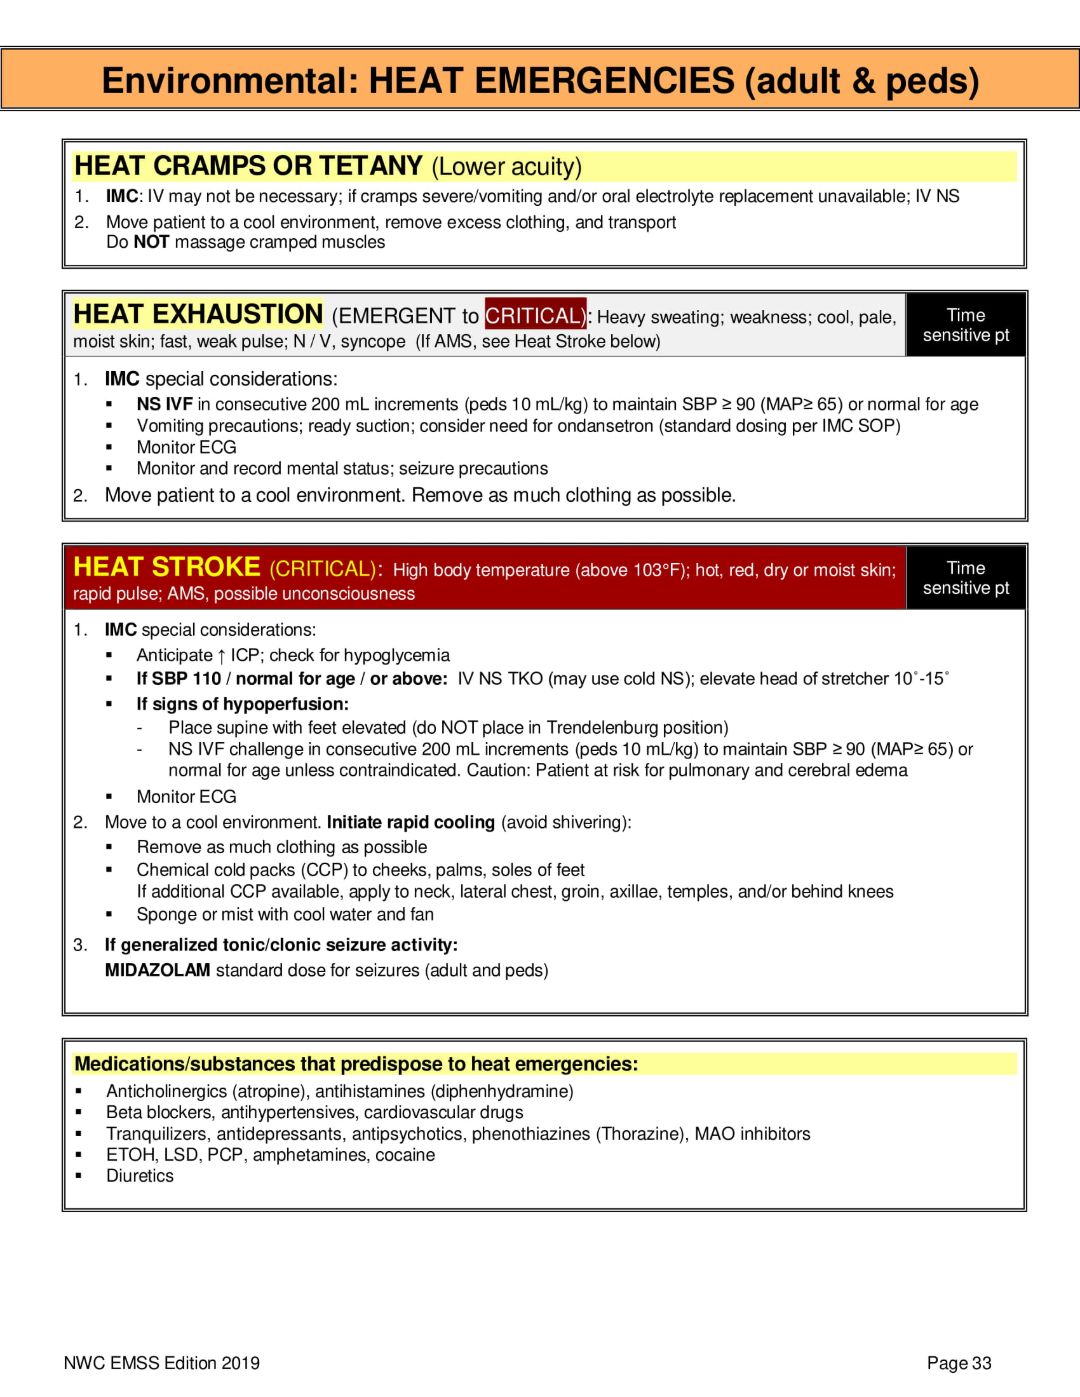 Environmental: HEAT EMERGENCIES (adult & peds)
HEAT CRAMPS OR TETANY (Lower acuity)
1. IMC: IV may not be necessary; if cramps severe/vomiting and/or oral electrolyte replacement unavailable; IV NS
2. Move patient to a cool environment, remove excess clothing, and transport
Do NOT massage cramped muscles
HEAT EXHAUSTION (EMERGENT to CRITICAL): Heavy sweating; weakness; cool, pale,
moist skin; fast, weak pulse; N / V, syncope (If AMS, see Heat Stroke below)
Time
sensitive pt
1. IMC special considerations:
▪ NS IVF in consecutive 200 mL increments (peds 10 mL/kg) to maintain SBP ≥ 90 (MAP≥ 65) or normal for age
▪ Vomiting precautions; ready suction; consider need for ondansetron (standard dosing per IMC SOP)
▪ Monitor ECG
▪ Monitor and record mental status; seizure precautions
2. Move patient to a cool environment. Remove as much clothing as possible.
HEAT STROKE (CRITICAL): High body temperature (above 103°F); hot, red, dry or moist skin;
rapid pulse; AMS, possible unconsciousness
Time
sensitive pt
1. IMC special considerations:
▪ Anticipate ↑ ICP; check for hypoglycemia
▪ If SBP 110 / normal for age / or above: IV NS TKO (may use cold NS); elevate head of stretcher 10˚-15˚
▪ If signs of hypoperfusion:
- Place supine with feet elevated (do NOT place in Trendelenburg position)
- NS IVF challenge in consecutive 200 mL increments (peds 10 mL/kg) to maintain SBP ≥ 90 (MAP≥ 65) or
normal for age unless contraindicated. Caution: Patient at risk for pulmonary and cerebral edema
▪ Monitor ECG
2. Move to a cool environment. Initiate rapid cooling (avoid shivering):
▪ Remove as much clothing as possible
▪ Chemical cold packs (CCP) to cheeks, palms, soles of feet
If additional CCP available, apply to neck, lateral chest, groin, axillae, temples, and/or behind knees
▪ Sponge or mist with cool water and fan
3. If generalized tonic/clonic seizure activity:
MIDAZOLAM standard dose for seizures (adult and peds)
Medications/substances that predispose to heat emergencies:
▪ Anticholinergics (atropine), antihistamines (diphenhydramine)
▪ Beta blockers, antihypertensives, cardiovascular drugs
▪ Tranquilizers, antidepressants, antipsychotics, phenothiazines (Thorazine), MAO inhibitors
▪ ETOH, LSD, PCP, amphetamines, cocaine
▪ Diuretics
NWC EMSS Edition 2019
Page 33